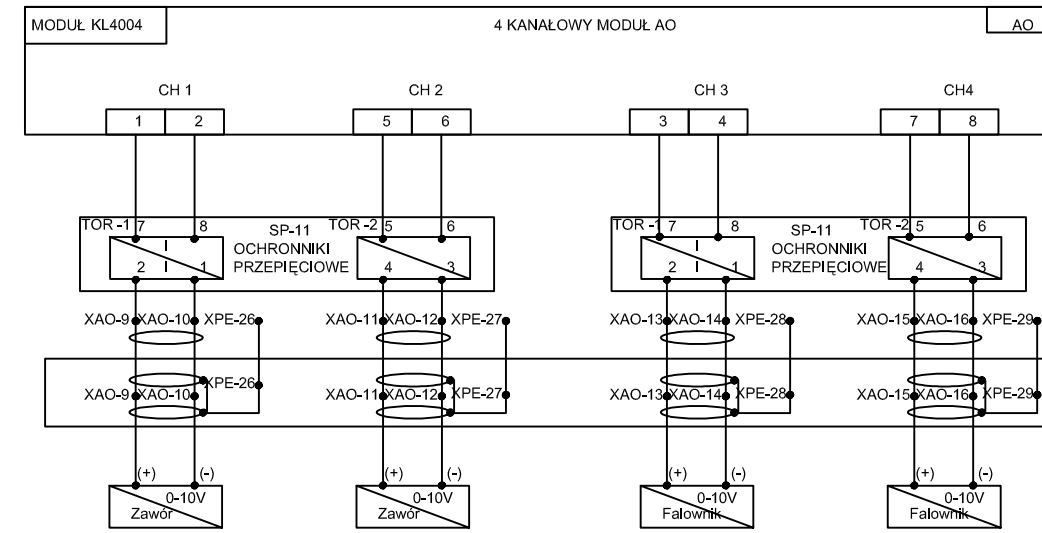 MODUŁ KL4004 4 KANAŁOWY MODUŁ AO AO
CH 1 CH 2 CH 3 CH4
1 2 5 6 3 4 7 8
TOR -1 7 8 SP-11 TOR -2 5 6 TOR -1 7 8 SP-11 TOR -2 5 6
OCHRONNIKI OCHRONNIKI
2 1 PRZEPIĘCIOWE 4 3 2 1 PRZEPIĘCIOWE 4 3
XAO-9 XAO-10 XPE-26 XAO-11 XAO-12 XPE-27 XAO-13 XAO-14 XPE-28 XAO-15 XAO-16 XPE-29
XAO-9 XAO-10 XPE-26 XAO-11 XAO-12 XPE-27 XAO-13 XAO-14 XPE-28 XAO-15 XAO-16 XPE-29
(+) (-) (+) (-) (+) (-) (+) (-)
0-10V 0-10V 0-10V 0-10V
Zawór Zawór Falownik Falownik